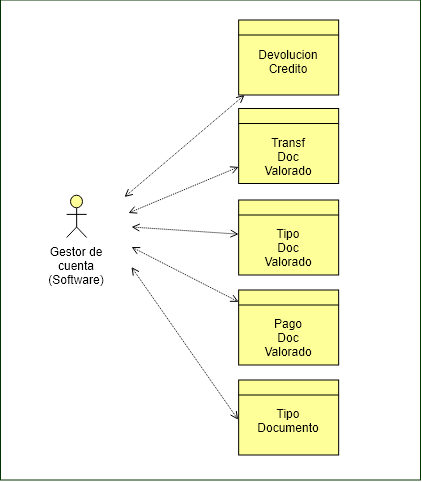 Devolucion
Credito
Transf
Doc
Valorado
Gestor de
cuenta
(Software)
Tipo
Doc
Valorado
Pago
Doc
Valorado
Tipo
Documento